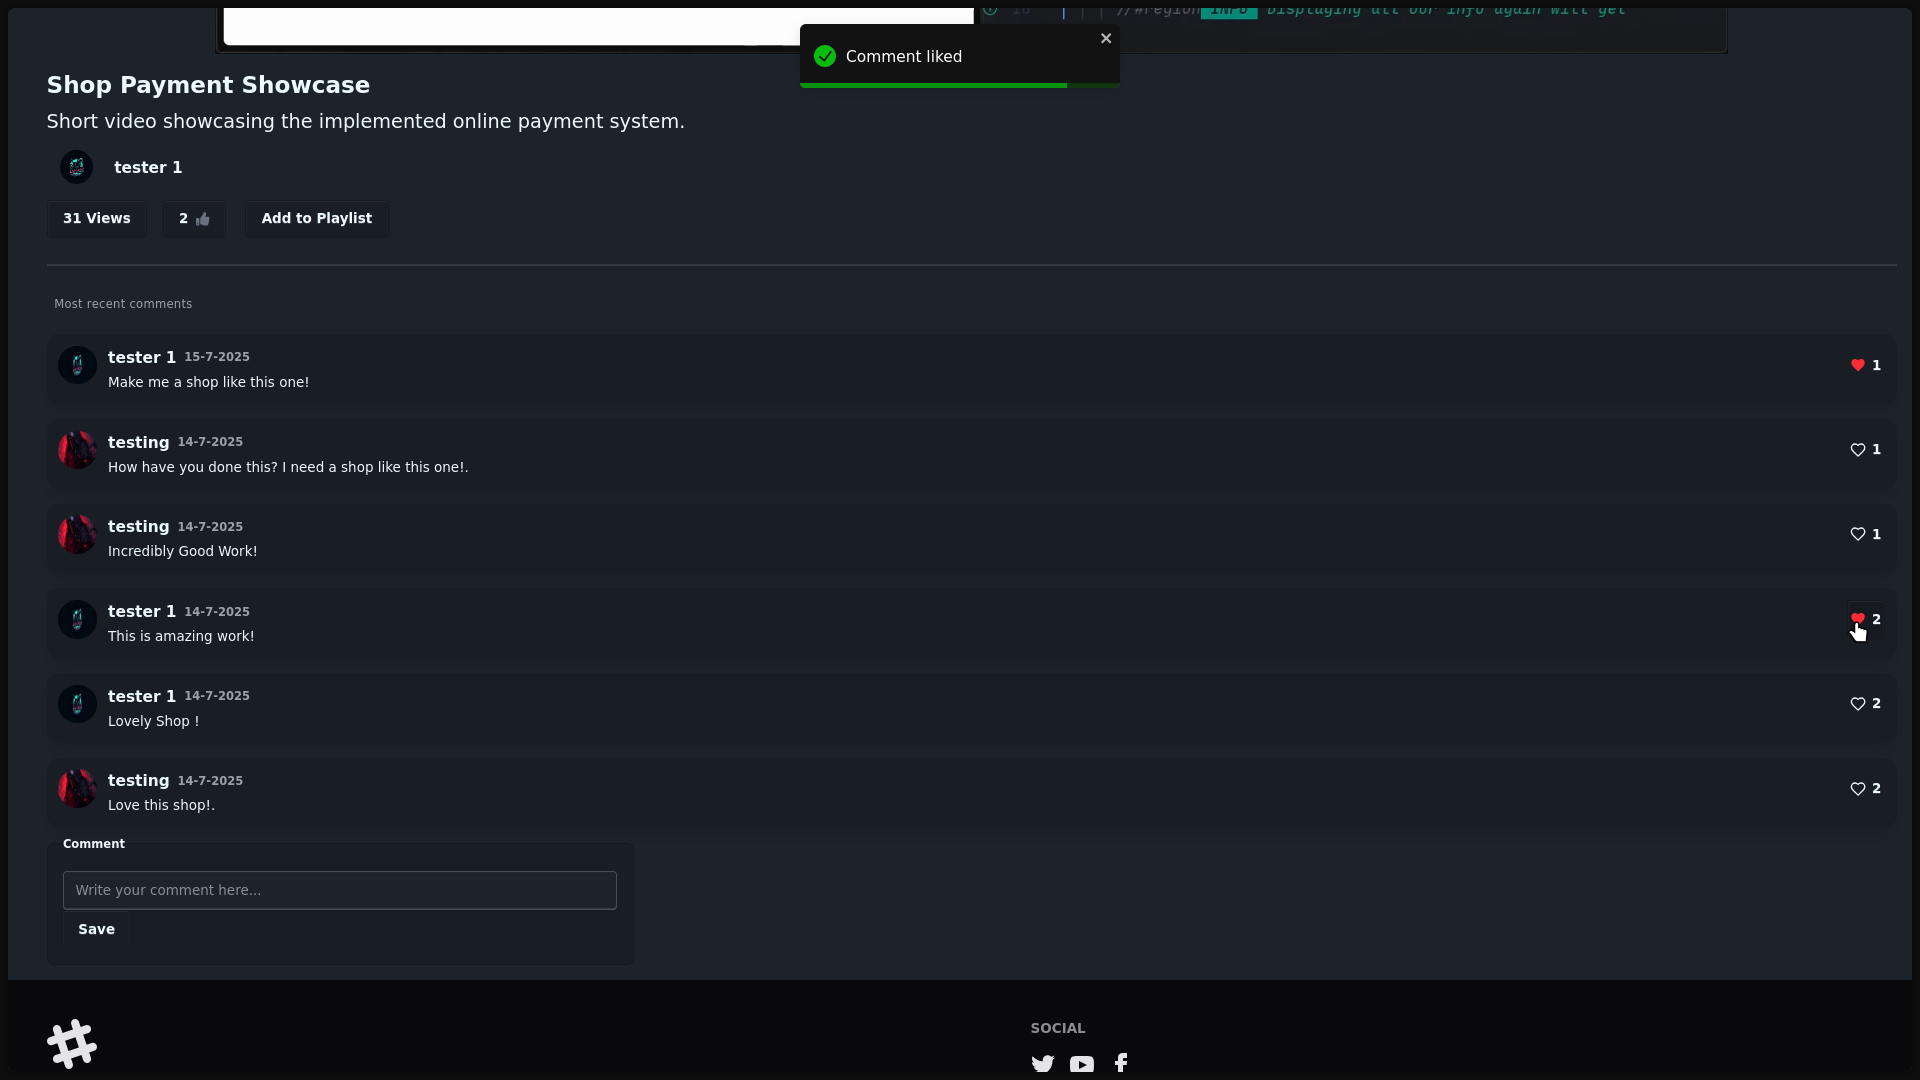 16 //#region INFO Displaying all our info again will get
Comment liked
Shop Payment Showcase
Short video showcasing the implemented online payment system.
tester 1
31 Views 2 Add to Playlist
Most recent comments
tester 1 15-7-2025
Make me a shop like this one!
1
testing 14-7-2025
How have you done this? I need a shop like this one!.
1
testing 14-7-2025
Incredibly Good Work!
1
tester 1 14-7-2025
This is amazing work!
2
tester 1 14-7-2025
Lovely Shop !
2
testing 14-7-2025
Love this shop!.
2
Comment
Write your comment here...
Save
SOCIAL